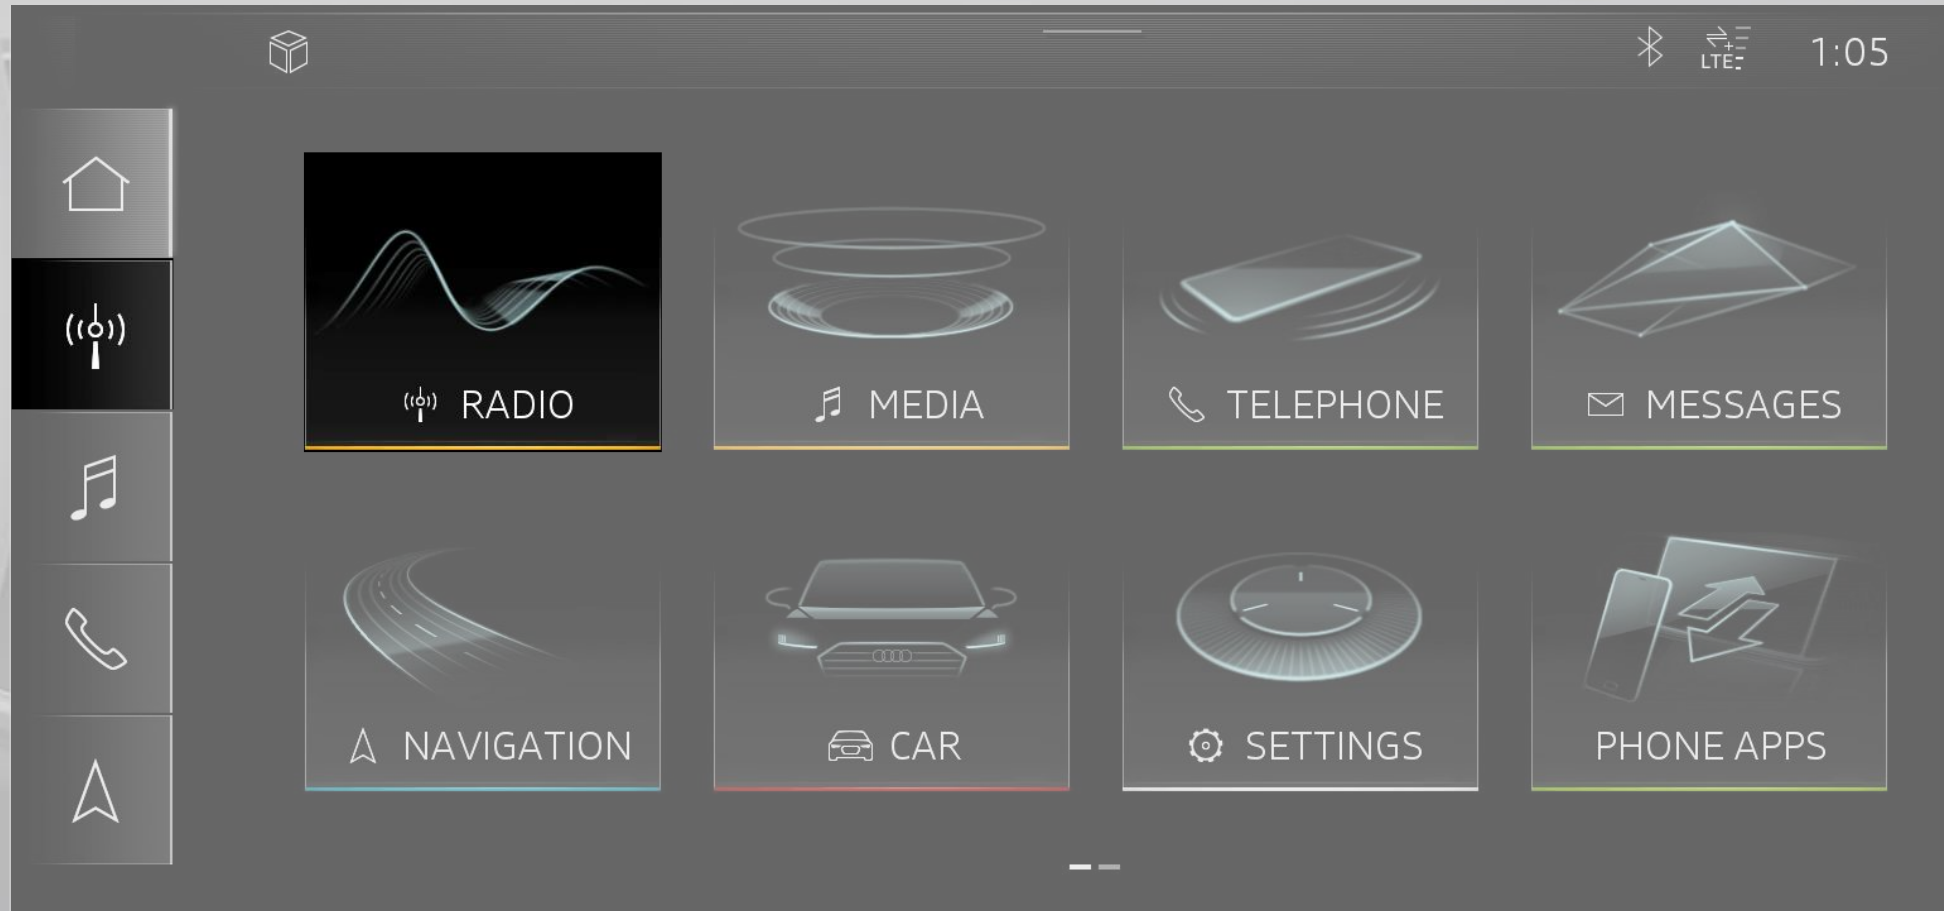 LTE+
1:05
RADIO
MEDIA
TELEPHONE
MESSAGES
NAVIGATION
CAR
SETTINGS
PHONE APPS